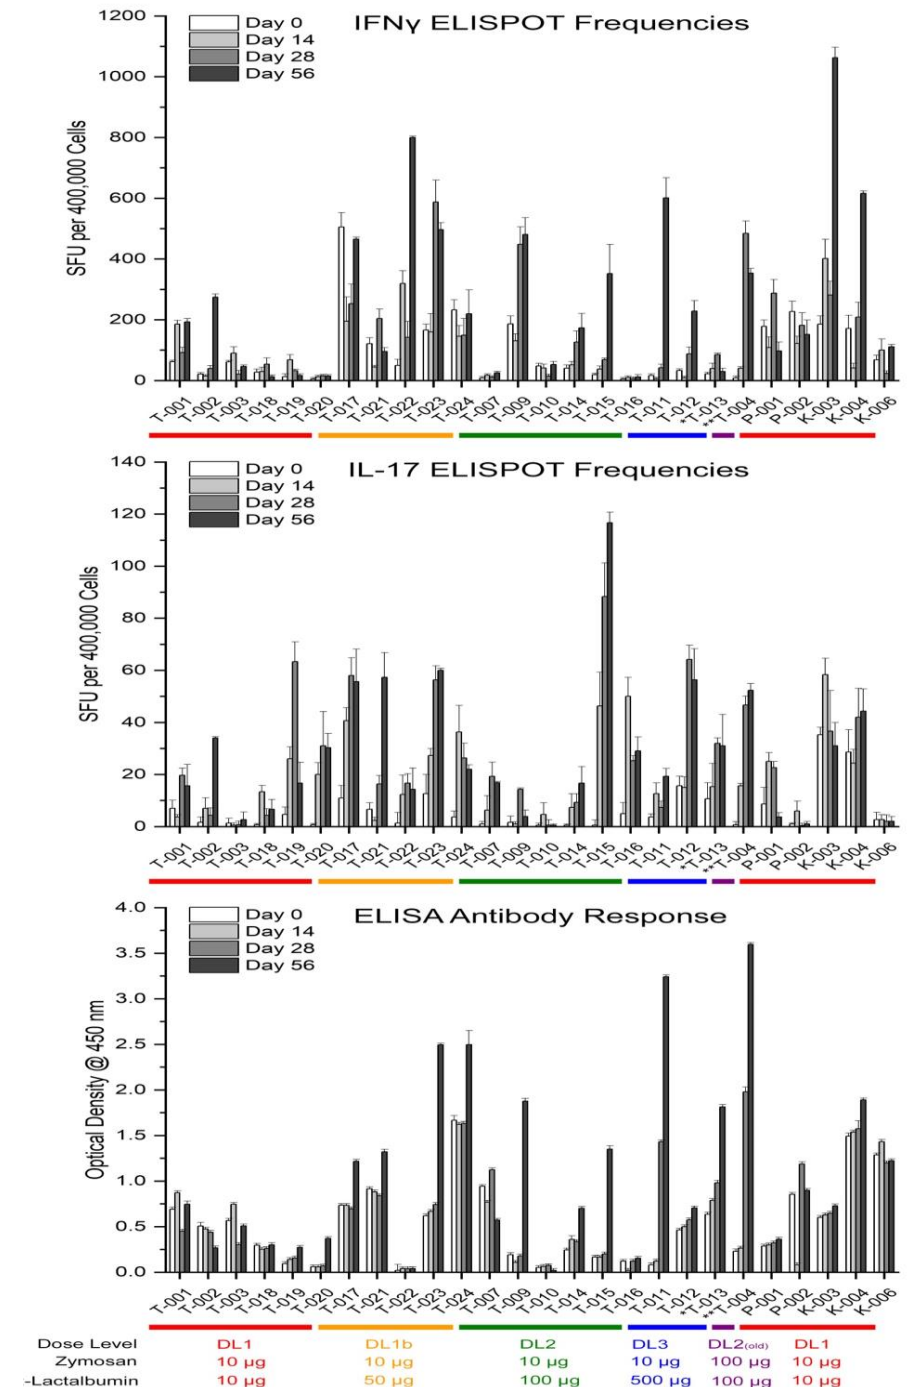 IFNγ ELISPOT Frequencies
Day 0
Day 14
Day 28
Day 56
SFU per 400,000 Cells
1200
1000
800
600
400
200
0
T-001 T-002 T-003 T-018 T-019 T-020 T-017 T-021 T-022 T-023 T-024 T-007 T-009 T-010 T-014 T-015 T-016 T-011 T-012 *T-013 **T-004 P-001 P-002 K-003 K-004 K-006
IL-17 ELISPOT Frequencies
Day 0
Day 14
Day 28
Day 56
SFU per 400,000 Cells
140
120
100
80
60
40
20
0
T-001 T-002 T-003 T-018 T-019 T-020 T-017 T-021 T-022 T-023 T-024 T-007 T-009 T-010 T-014 T-015 T-016 T-011 T-012 *T-013 **T-004 P-001 P-002 K-003 K-004 K-006
ELISA Antibody Response
Day 0
Day 14
Day 28
Day 56
Optical Density @ 450 nm
4.0
3.5
3.0
2.5
2.0
1.5
1.0
0.5
0.0
T-001 T-002 T-003 T-018 T-019 T-020 T-017 T-021 T-022 T-023 T-024 T-007 T-009 T-010 T-014 T-015 T-016 T-011 T-012 *T-013 **T-004 P-001 P-002 K-003 K-004 K-006
Dose Level DL1 DL1b DL2 DL3 DL2(old) DL1
Zymosan 10 µg 10 µg 10 µg 10 µg 100 µg 10 µg
-Lactalbumin 10 µg 50 µg 100 µg 500 µg 100 µg 10 µg